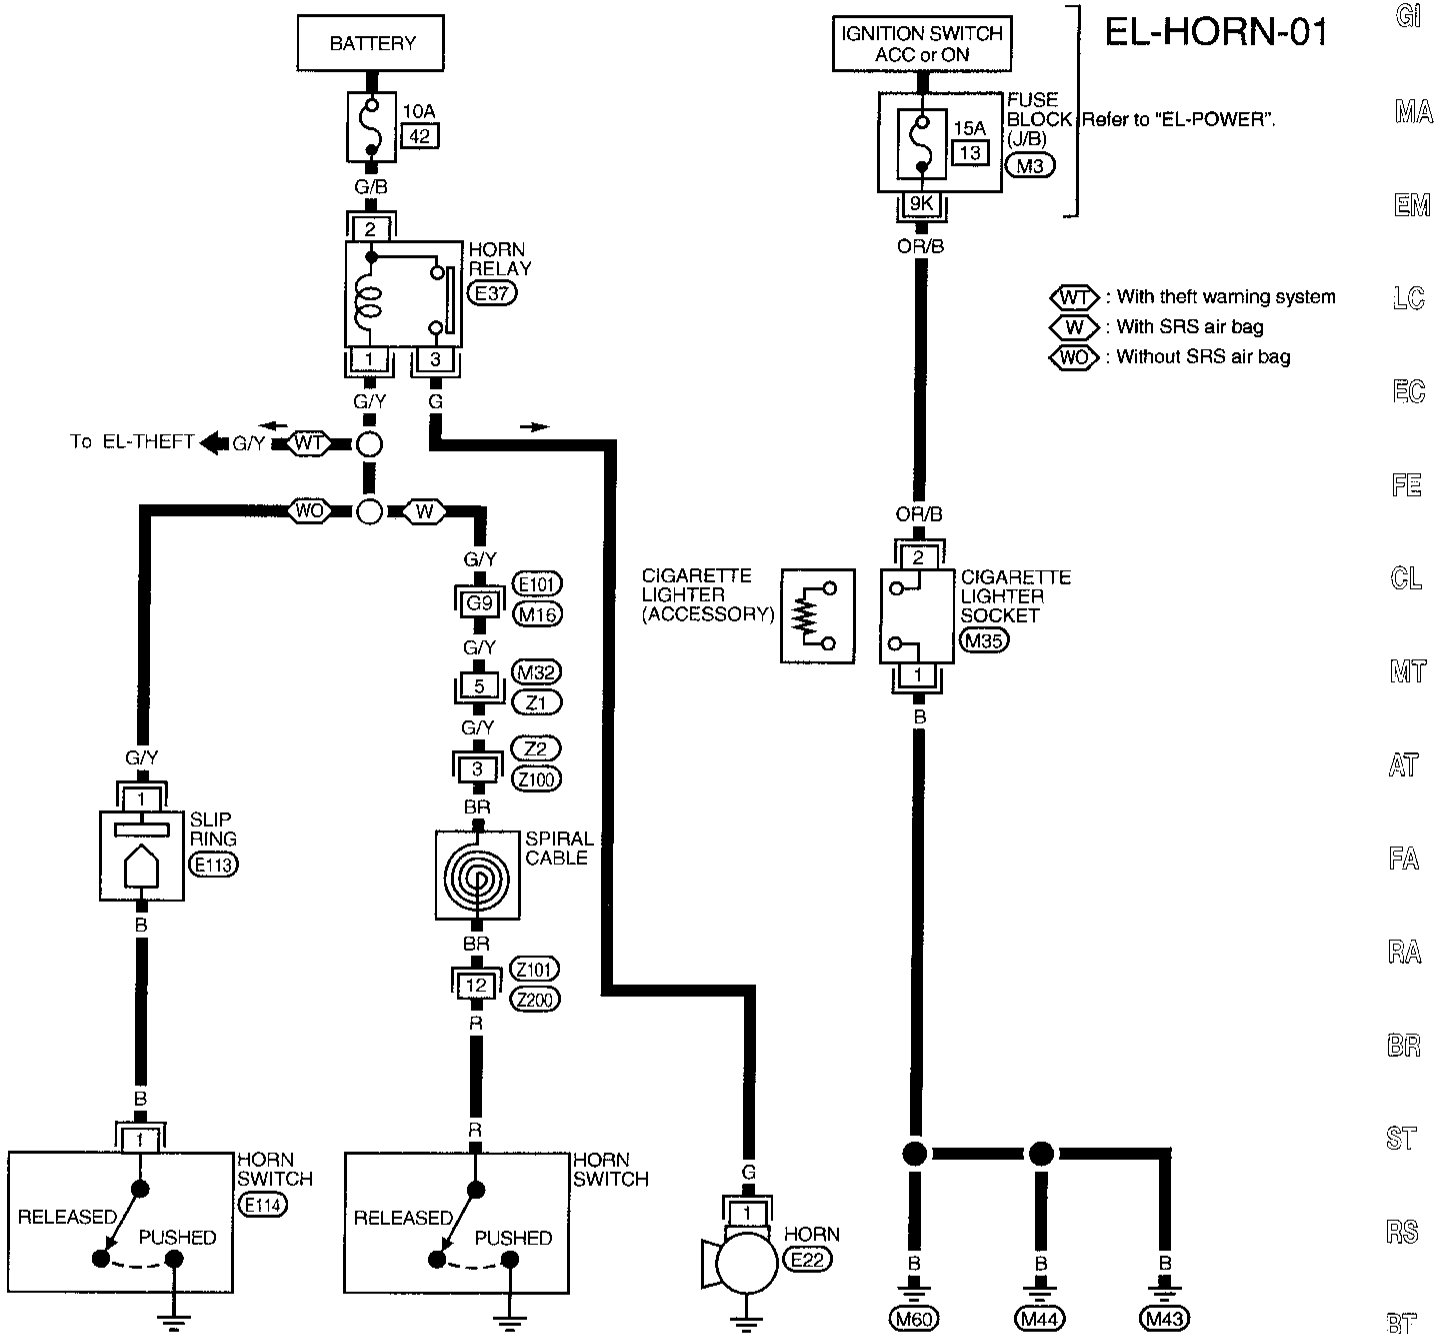 EL-HORN-01
BATTERY
10A
42
G/B
2
HORN
RELAY
E37
1
3
G/Y
G
To EL-THEFT
G/Y
WT
WO
W
G/Y
G9
E101
M16
G/Y
5
M32
Z1
G/Y
3
Z2
Z100
BR
SPIRAL
CABLE
BR
12
Z101
Z200
R
R
HORN
SWITCH
RELEASED
PUSHED
G/Y
1
SLIP
RING
E113
B
B
1
HORN
SWITCH
E114
RELEASED
PUSHED
G
1
HORN
E22
IGNITION SWITCH
ACC or ON
FUSE
BLOCK
(J/B)
M3
15A
13
9K
Refer to "EL-POWER".
OR/B
WT : With theft warning system
W : With SRS air bag
WO : Without SRS air bag
OR/B
2
CIGARETTE
LIGHTER
(ACCESSORY)
CIGARETTE
LIGHTER
SOCKET
M35
1
B
B
B
B
M60
M44
M43
GI
MA
EM
LC
EC
FE
CL
MT
AT
FA
RA
BR
ST
RS
BT